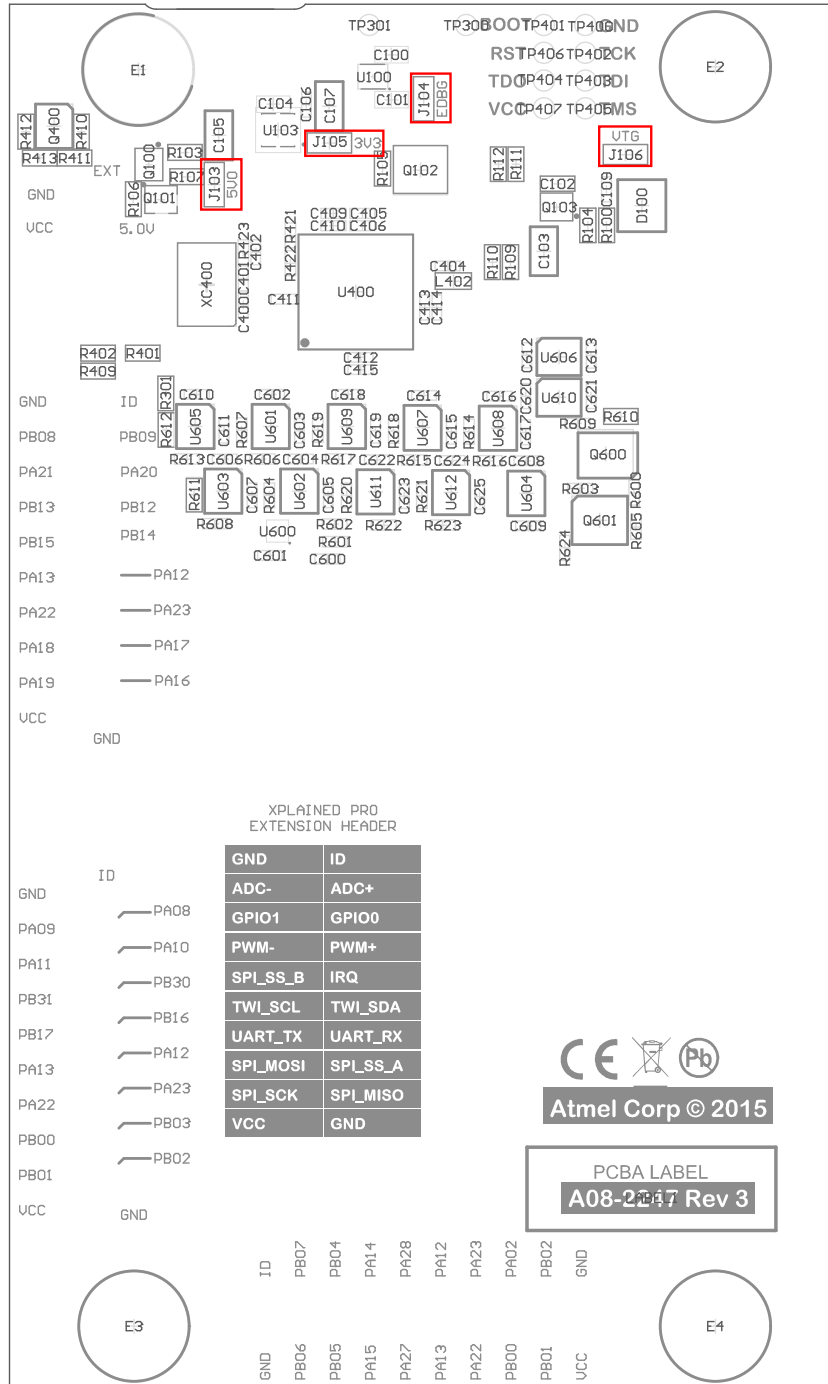 TP301 TP300 BOOT TP401 TP400 GND
E1 E2
C100 RST TP406 TP402 TCK
U100 TDO TP404 TP403 TDI
C104 C106 C107 C101 J104 EDBG VCC TP407 TP405 TMS
R412 Q400 R410 C105 U103 VTG
R413 R411 Q100 R103 J105 3V3 R112 R111 J106
EXT R107 J103 5V0 R105 Q102 C102 C109
GND R106 Q101 Q103 R104 R100 D100
VCC 5.0V C409 C405
C410 C406
XC400 R423 C402 R421 R422 C404 R110 R109 C103
C400 C401 C411 U400 L402 C413 C414
C412
C415
R402 R401 C612 U606 C613
R409 C620 U610 C621
GND ID R301 C610 C602 C618 C614 C616 R609 R610
PB08 PB09 R612 U605 C611 R607 U601 C603 R619 U609 C619 R618 U607 C615 R614 U608 C617 Q600
R613 C606 R606 C604 R617 C622 R615 C624 R616 C608
PA21 PA20 R611 U603 C607 R604 U602 C605 R620 U611 C623 R621 U612 C625 U604 R603 R600
PB13 PB12 Q601
R608 R602 R622 R623 C609 R605
PB15 PB14 U600 R601 R624
C601 C600
PA13 PA12
PA22 PA23
PA18 PA17
PA19 PA16
VCC
GND
XPLAINED PRO
EXTENSION HEADER
GND ID
ADC- ADC+
GPIO1 GPIO0
PWM- PWM+
SPI_SS_B IRQ
TWI_SCL TWI_SDA
UART_TX UART_RX
SPI_MOSI SPI_SS_A
SPI_SCK SPI_MISO
VCC GND
ID
GND
PA08
PA09
PA10
PA11
PB30
PB31
PB16
PB17
PA12
PA13
PA23
PA22
PB03
PB00
PB02
PB01
VCC
GND
Pb
Atmel Corp © 2015
PCBA LABEL
A08-2247 Rev 3
ID PB07 PB04 PA14 PA28 PA12 PA23 PA02 PB02 GND
E3 E4
GND PB06 PB05 PA15 PA27 PA13 PA22 PB00 PB01 VCC